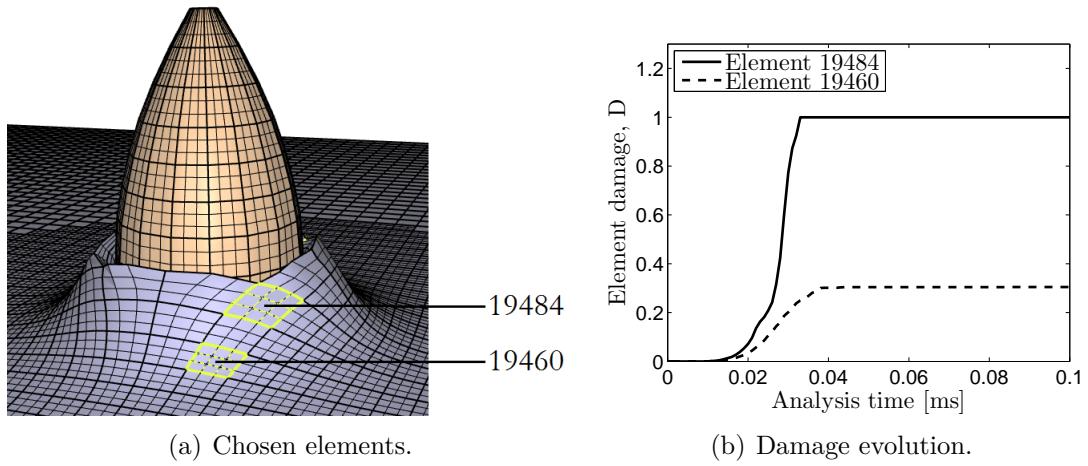 19484
19460
(a) Chosen elements.
Element damage, D
1.2
1
0.8
0.6
0.4
0.2
0
Element 19484
Element 19460
0 0.02 0.04 0.06 0.08 0.1
Analysis time [ms]
(b) Damage evolution.